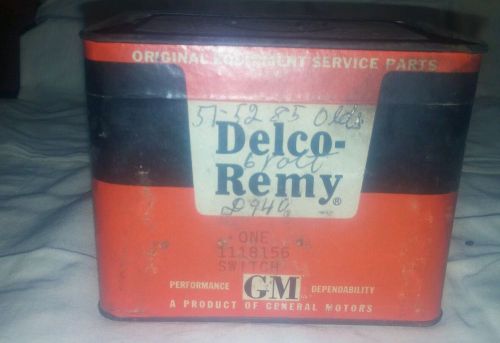 ORIGINAL EQUIPMENT SERVICE PARTS
51-52 85 Olds
Delco-
6 Volt
Remy®
D940
ONE
1118156
SWITCH
PERFORMANCE GM DEPENDABILITY
A PRODUCT OF GENERAL MOTORS